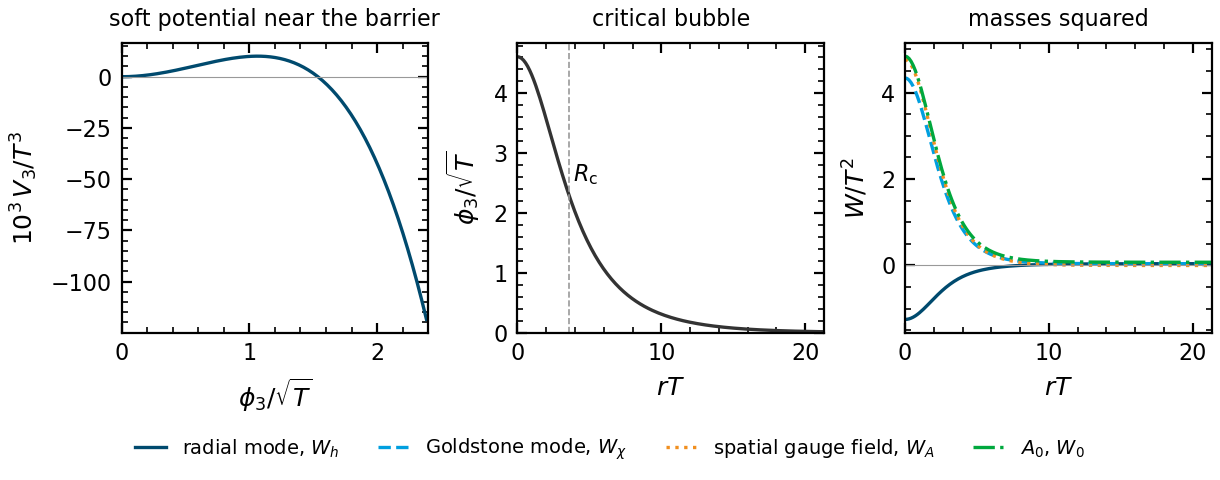 soft potential near the barrier
critical bubble
masses squared
10³ V₃/T³
0
−25
−50
−75
−100
0 1 2
ϕ₃/√T
ϕ₃/√T
4
3
2
1
0
R_c
0 10 20
rT
W/T²
4
2
0
0 10 20
rT
radial mode, W_h
Goldstone mode, W_χ
spatial gauge field, W_A
A₀, W₀